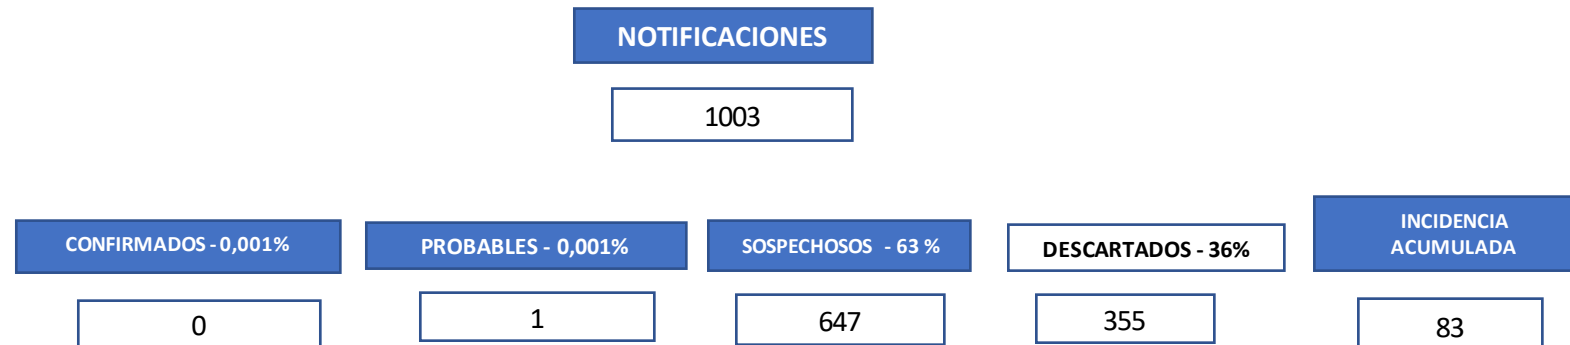 NOTIFICACIONES
1003
CONFIRMADOS - 0,001%
PROBABLES - 0,001%
SOSPECHOSOS - 63 %
DESCARTADOS - 36%
INCIDENCIA
ACUMULADA
0
1
647
355
83